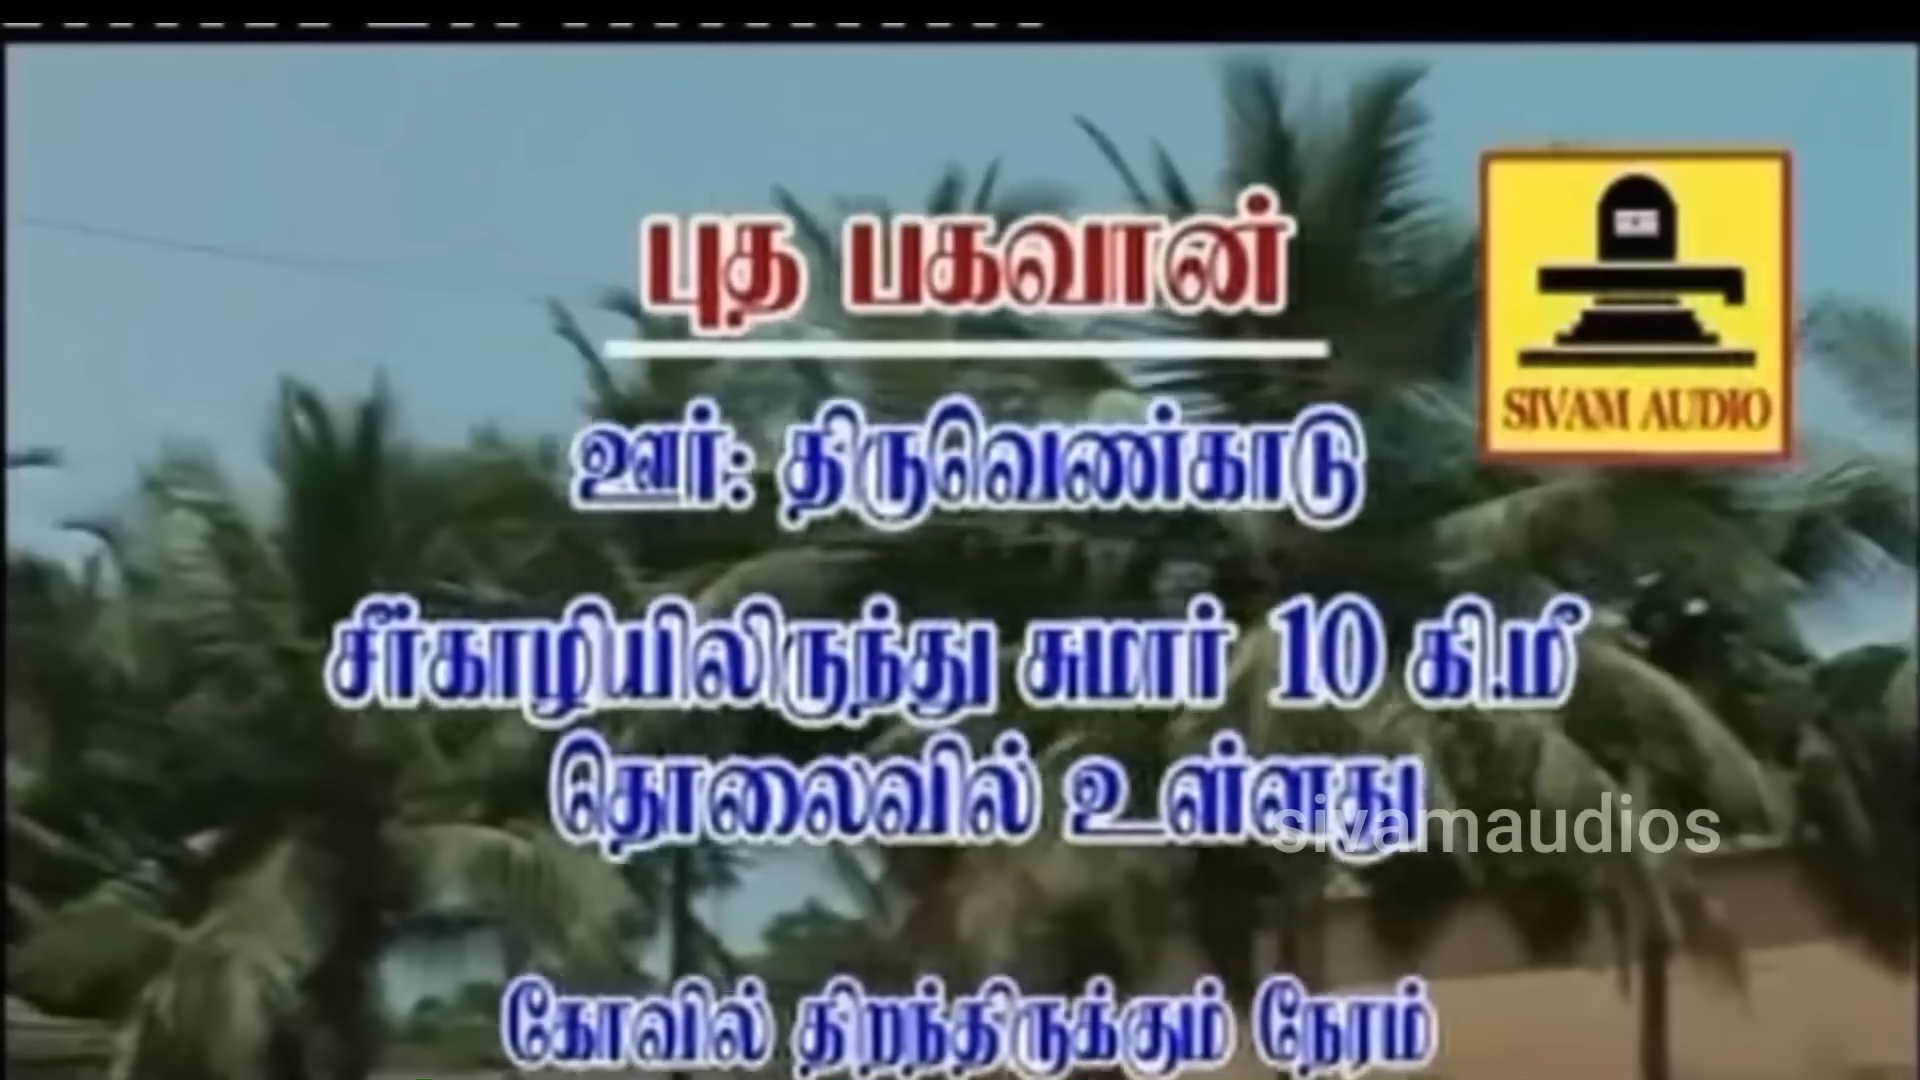 புத பகவான்
SIVAM AUDIO
ஊர்: திருவெண்காடு
சீர்காழியிலிருந்து சுமார் 10 கி.மீ
தொலைவில் உள்ளது
sivamaudios
கோவில் திறந்திருக்கும் நேரம்